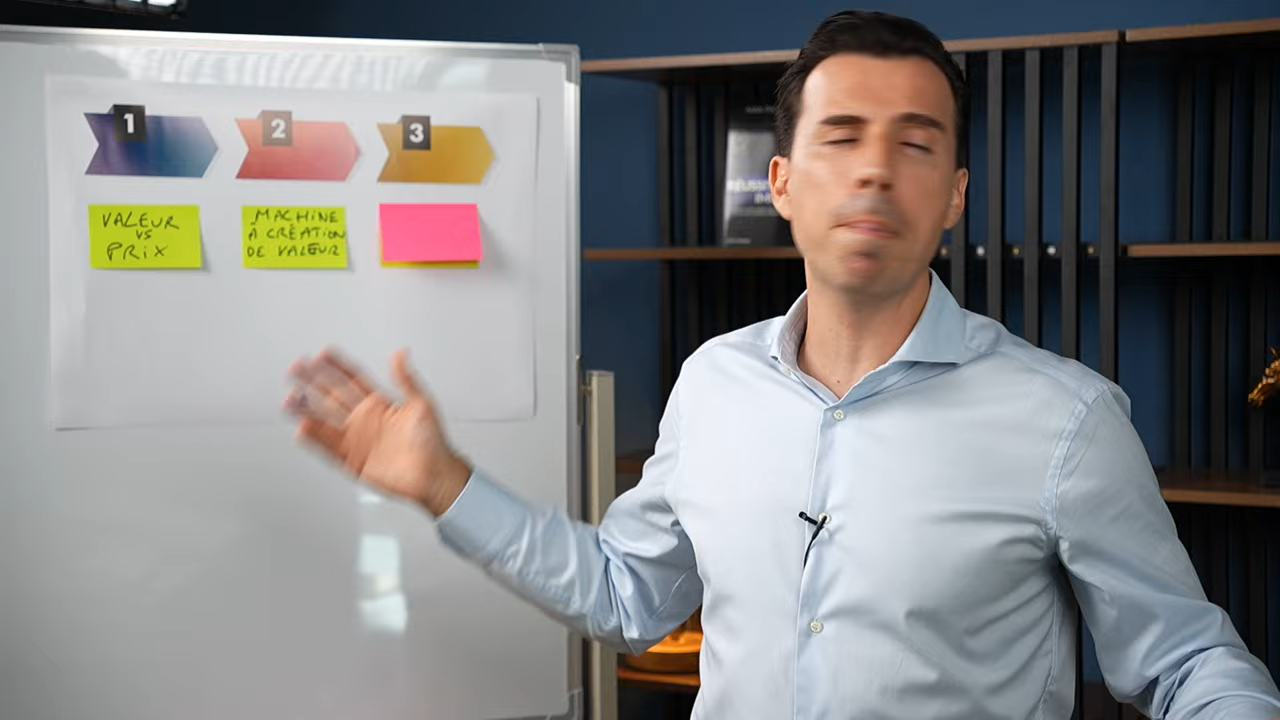 1
2
3
VALEUR
VS
PRIX
MACHINE
À CRÉATION
DE VALEUR